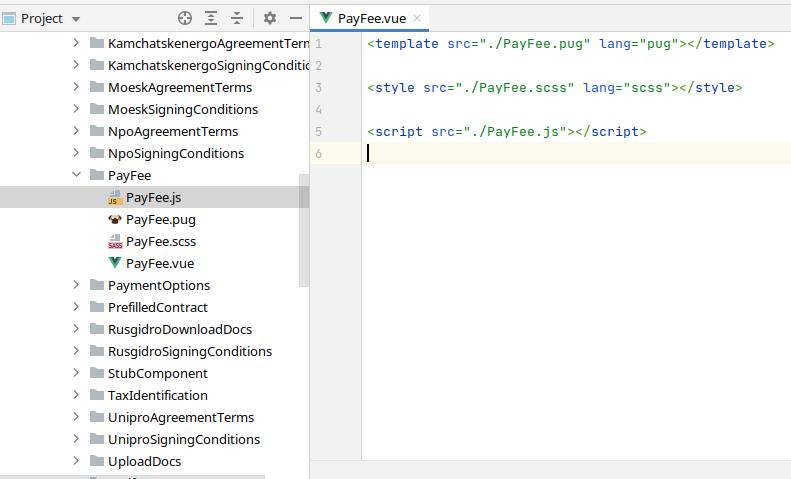 Project
PayFee.vue
KamchatskenergoAgreementTerm
KamchatskenergoSigningConditic
MoeskAgreementTerms
MoeskSigningConditions
NpoAgreementTerms
NpoSigningConditions
PayFee
JS PayFee.js
PayFee.pug
SASS PayFee.scss
PayFee.vue
PaymentOptions
PrefilledContract
RusgidroDownloadDocs
RusgidroSigningConditions
StubComponent
TaxIdentification
UniproAgreementTerms
UniproSigningConditions
UploadDocs
1 <template src="./PayFee.pug" lang="pug"></template>
2
3 <style src="./PayFee.scss" lang="scss"></style>
4
5 <script src="./PayFee.js"></script>
6